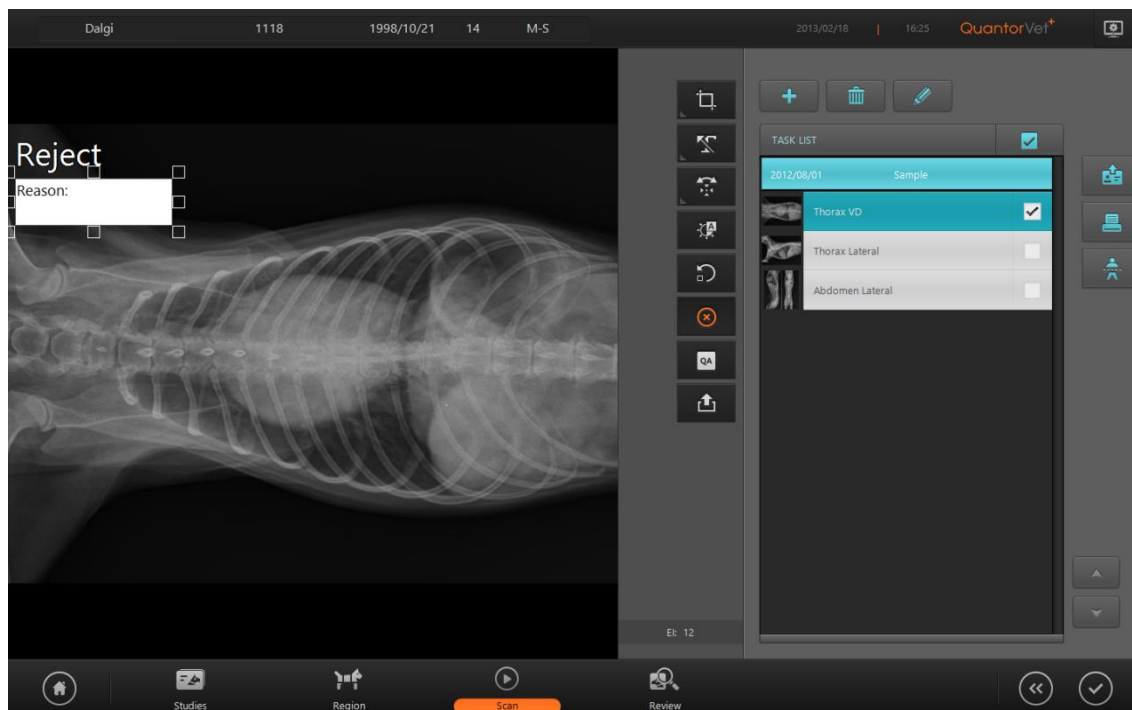 Dalgi 1118 1998/10/21 14 M-S 2013/02/18 | 16:25 QuantorVet+
Reject
Reason:
TASK LIST
2012/08/01 Sample
Thorax VD
Thorax Lateral
Abdomen Lateral
A
QA
EI: 12
Studies Region Scan Review